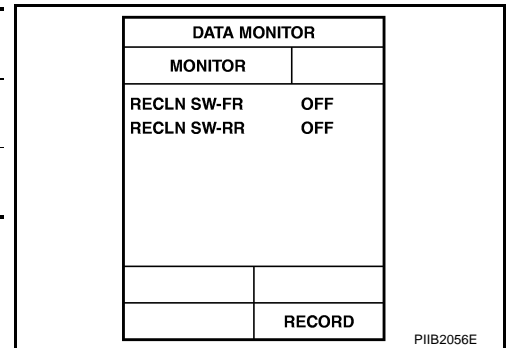 DATA MONITOR
MONITOR
RECLN SW-FR OFF
RECLN SW-RR OFF
RECORD
PIIB2056E